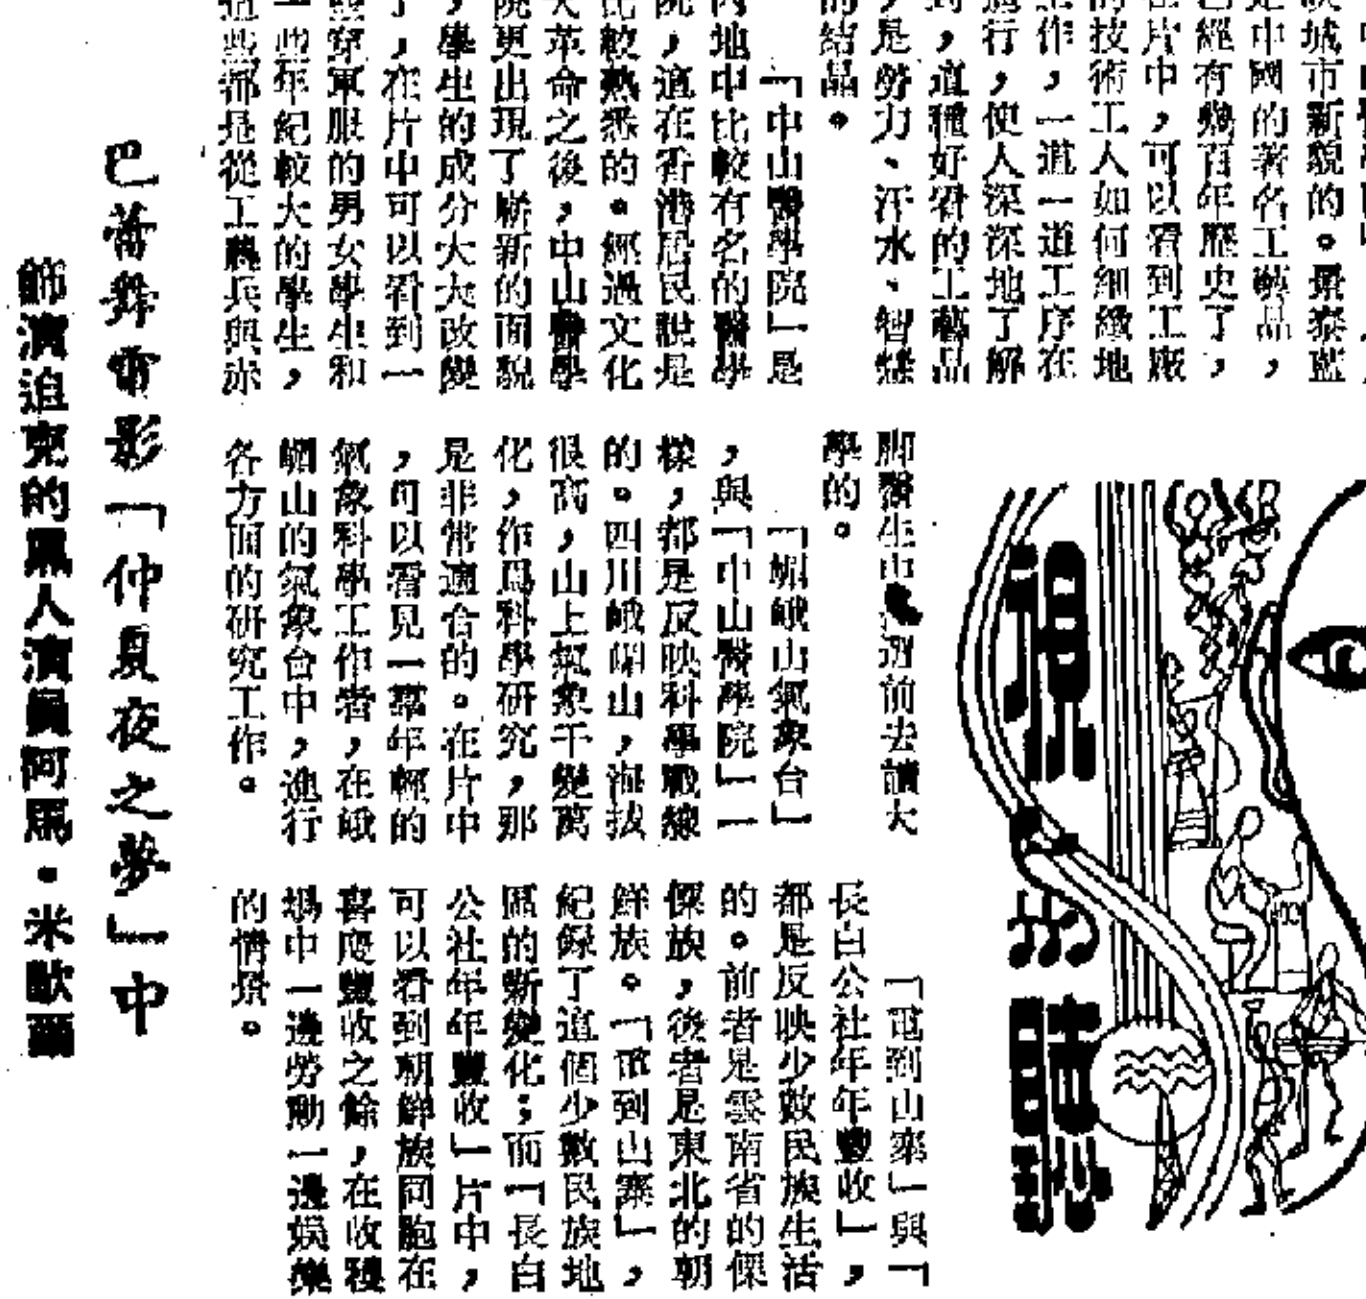 映城市新貌的。景泰藍
是中國的著名工藝品，
已經有幾百年歷史了，
在片中，可以看到工廠
的技術工人如何細緻地
工作，一道一道工序在
進行，使人深深地了解
到，這種好看的工藝品
，是勞力、汗水、智慧
的結晶。
「中山醫學院」是
內地中比較有名的醫學
院，這在香港居民說是
比較熟悉的。經過文化
大革命之後，中山醫學
院更出現了嶄新的面貌
，學生的成分大大改變
了，在片中可以看到一
些穿軍服的男女學生和
一些年紀較大的學生，
這些都是從工農兵與赤
脚醫生中選前去讀大
學的。
「峨嵋山氣象台」
，與「中山醫學院」一
樣，都是反映科學戰線
的。四川峨嵋山，海拔
很高，山上氣象千變萬
化，作爲科學研究，那
是非常適合的。在片中
，可以看見一羣年輕的
氣象科學工作者，在峨
嵋山的氣象台中，進行
各方面的研究工作。
「電到山寨」與「
長白公社年年豐收」，
都是反映少數民族生活
的。前者是雲南省的傈
僳族，後者是東北的朝
鮮族。「電到山寨」，
紀錄了這個少數民族地
區的新變化；而「長白
公社年年豐收」片中，
可以看到朝鮮族同胞在
喜慶豐收之餘，在收穫
場中一邊勞動一邊娛樂
的情景。
巴蕾舞電影「仲夏夜之夢」中
飾演迫克的黑人演員阿馬・米歇爾
視
聽